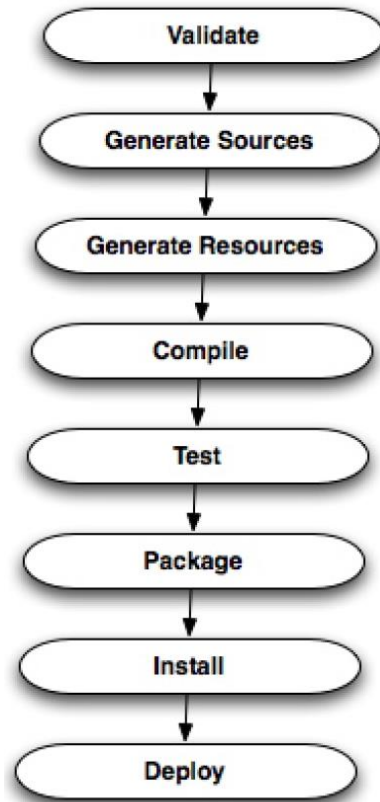 Validate
Generate Sources
Generate Resources
Compile
Test
Package
Install
Deploy